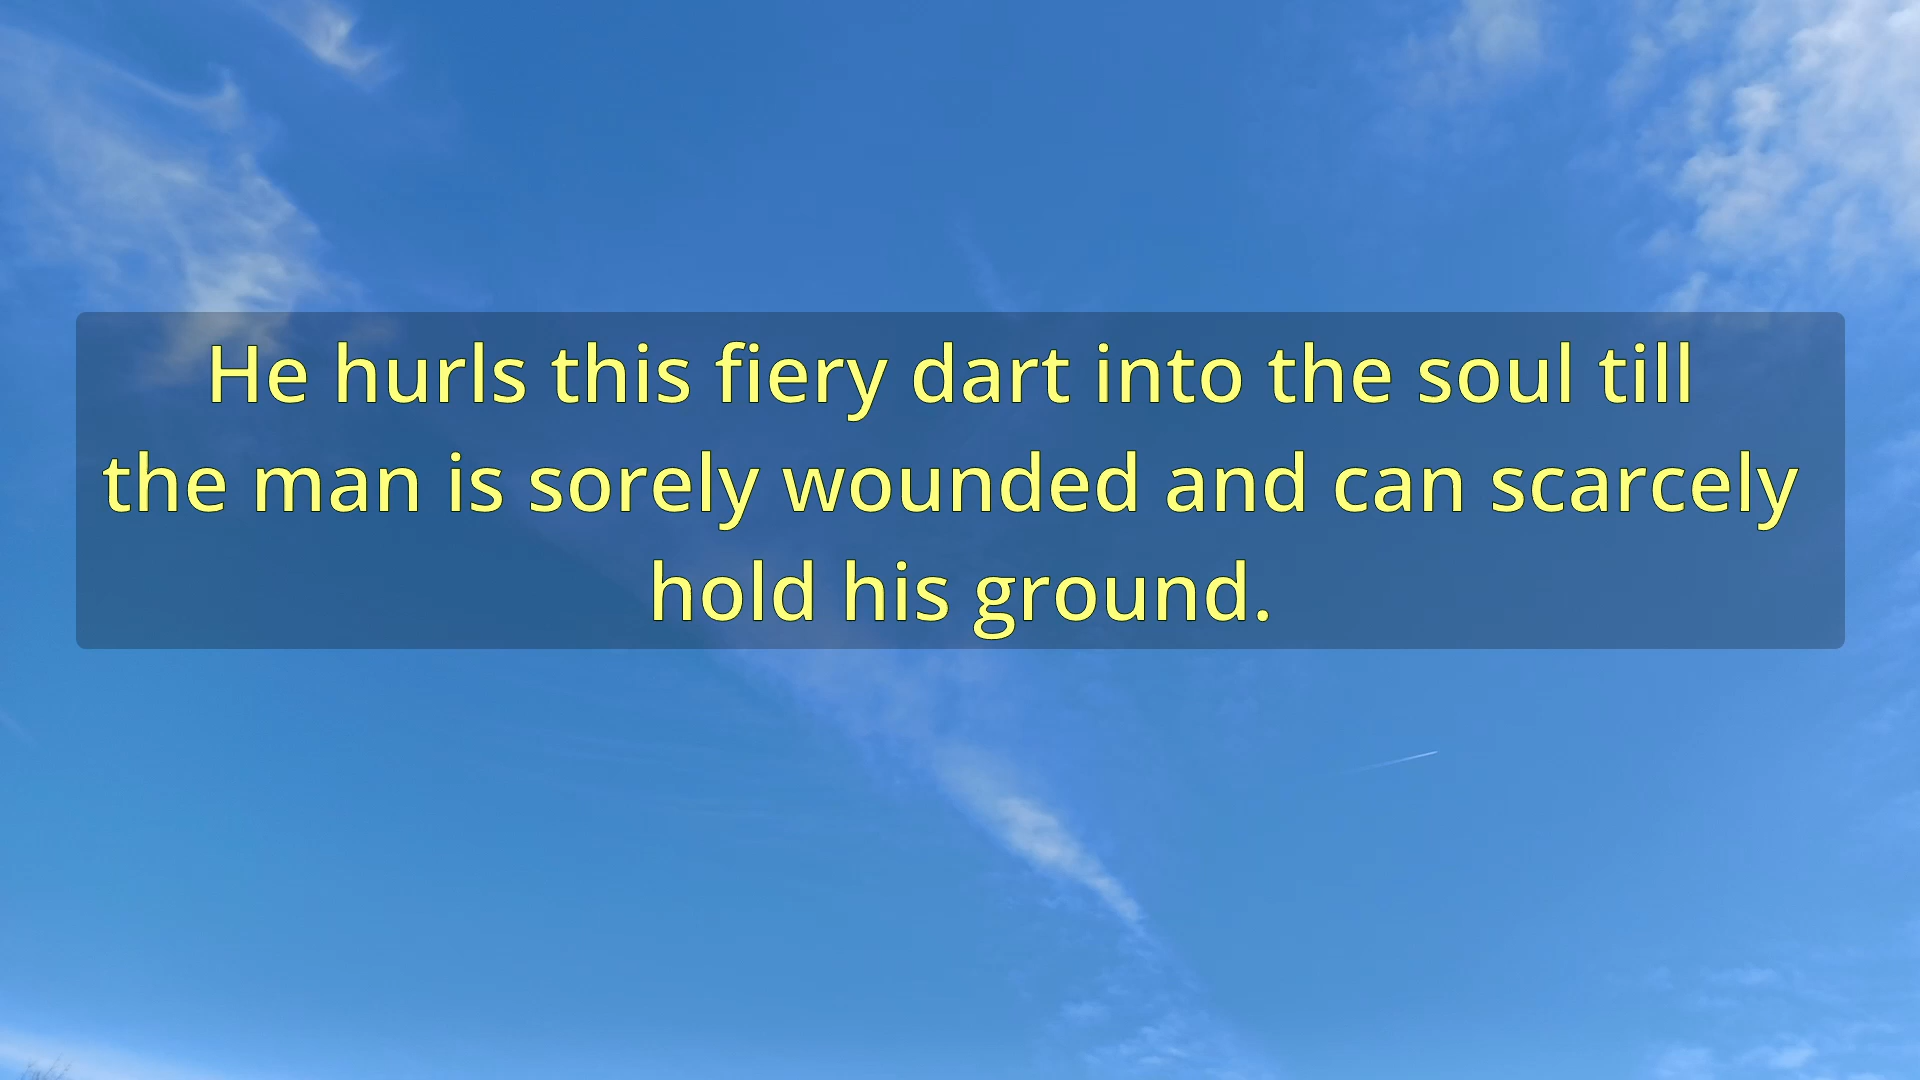 He hurls this fiery dart into the soul till
the man is sorely wounded and can scarcely
hold his ground.